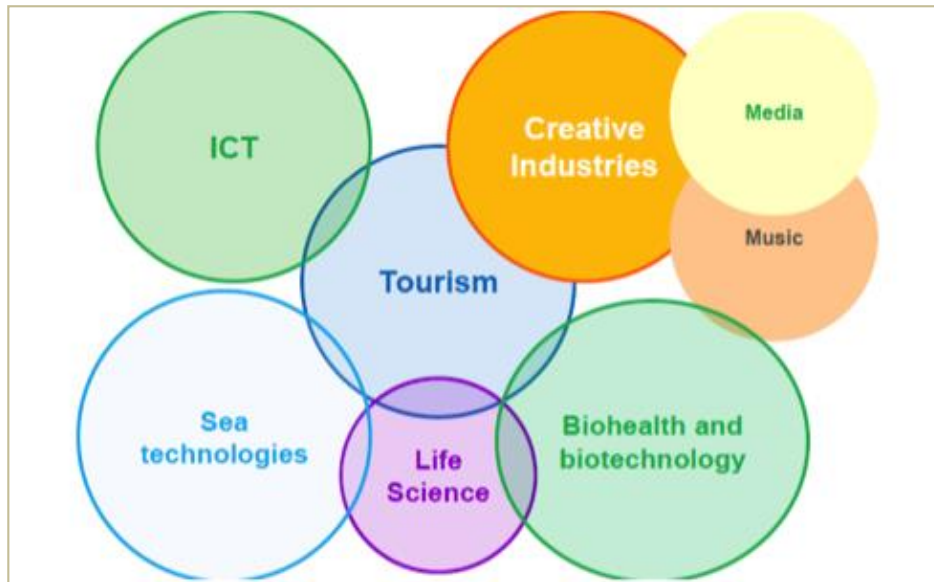 ICT
Creative
Industries
Media
Music
Tourism
Sea
technologies
Life
Science
Biohealth and
biotechnology